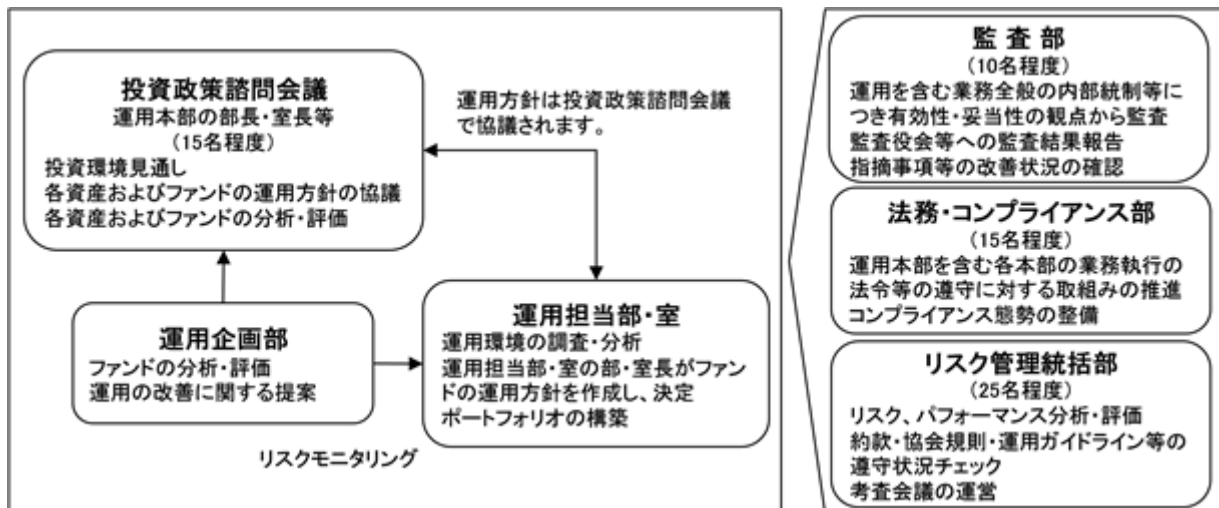 投資政策諮問会議
運用本部の部長・室長等
(15名程度)
投資環境見通し
各資産およびファンドの運用方針の協議
各資産およびファンドの分析・評価
運用方針は投資政策諮問会議
で協議されます。
運用企画部
ファンドの分析・評価
運用の改善に関する提案
運用担当部・室
運用環境の調査・分析
運用担当部・室の部・室長がファン
ドの運用方針を作成し、決定
ポートフォリオの構築
リスクモニタリング
監査部
(10名程度)
運用を含む業務全般の内部統制等に
つき有効性・妥当性の観点から監査
監査役会等への監査結果報告
指摘事項等の改善状況の確認
法務・コンプライアンス部
(15名程度)
運用本部を含む各本部の業務執行の
法令等の遵守に対する取組みの推進
コンプライアンス態勢の整備
リスク管理統括部
(25名程度)
リスク、パフォーマンス分析・評価
約款・協会規則・運用ガイドライン等の
遵守状況チェック
考査会議の運営